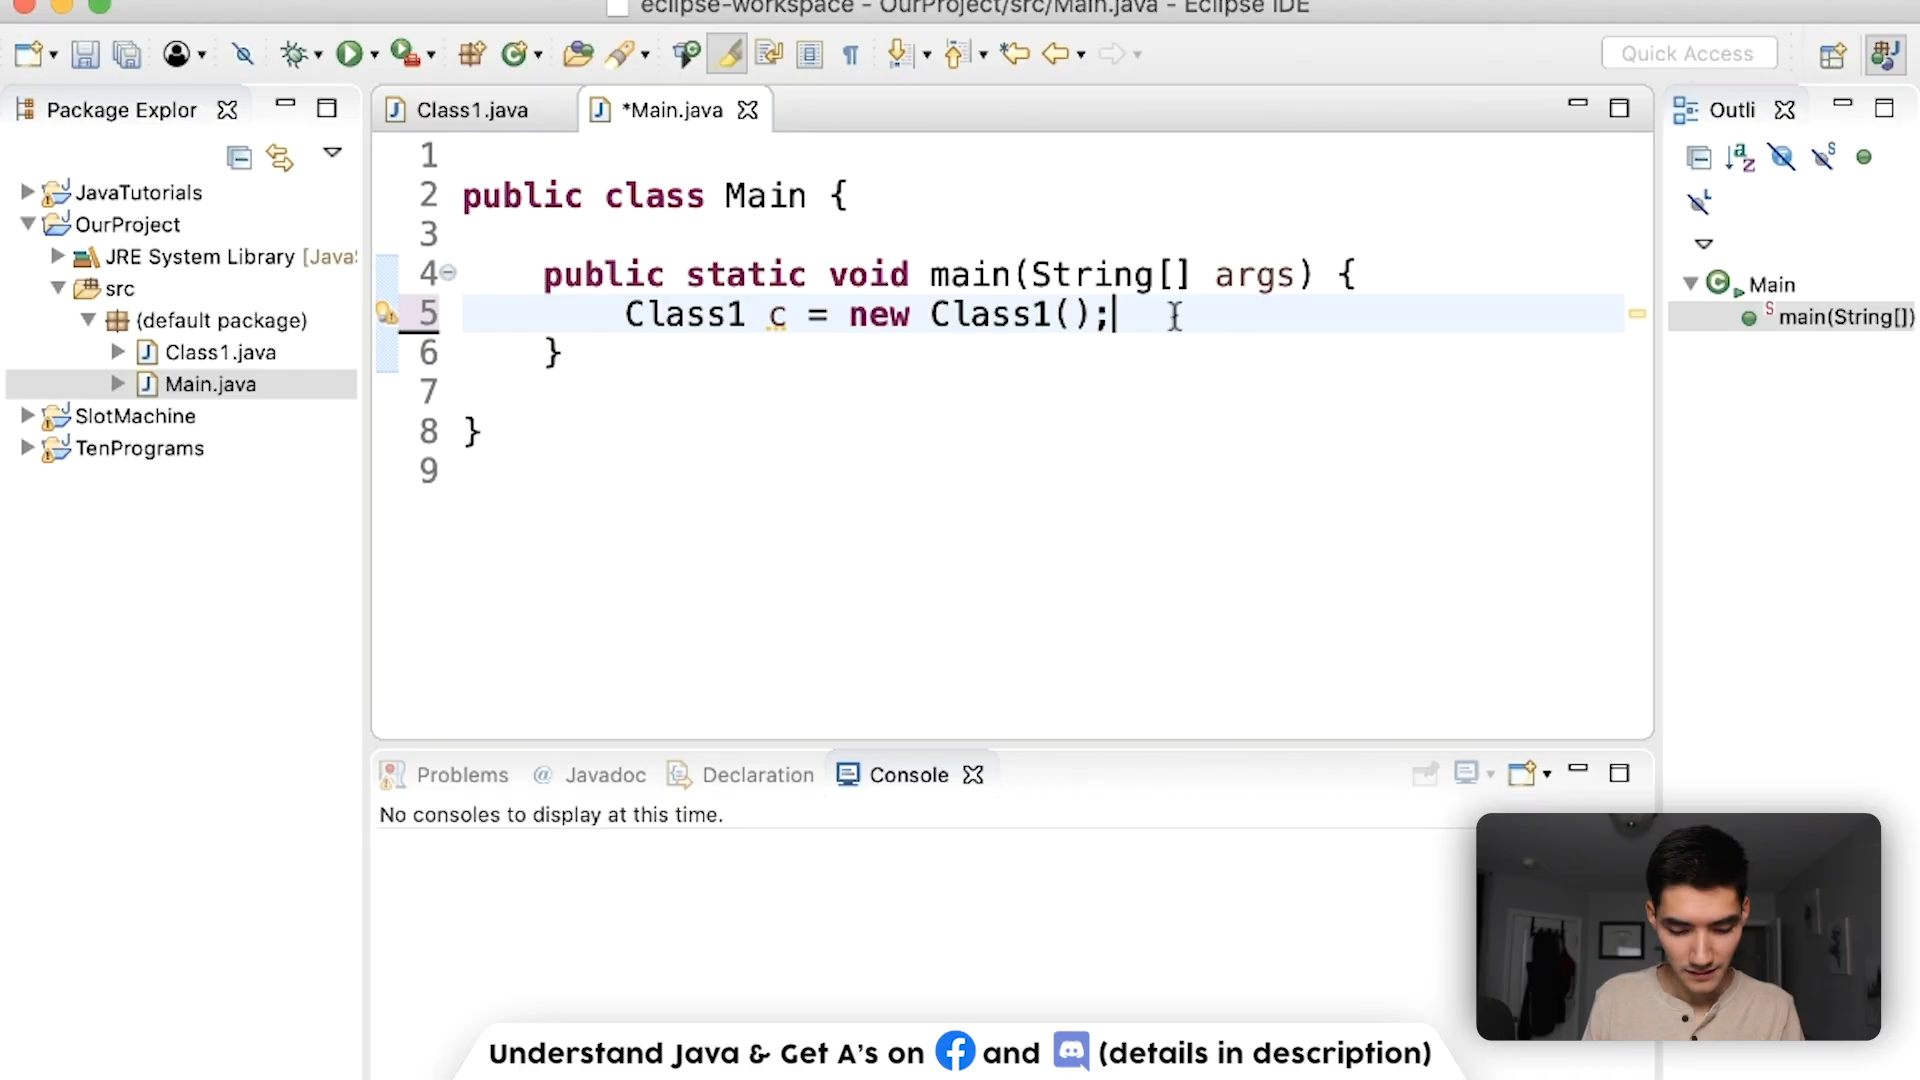 eclipse-workspace - OurProject/src/Main.java - Eclipse IDE
Quick Access
Package Explor
JavaTutorials
OurProject
JRE System Library [JavaS
src
(default package)
Class1.java
Main.java
SlotMachine
TenPrograms
Class1.java
*Main.java
1
2 public class Main {
3
4 public static void main(String[] args) {
5 Class1 c = new Class1();
6 }
7
8 }
9
Outli
Main
main(String[])
Problems
@ Javadoc
Declaration
Console
No consoles to display at this time.
Understand Java & Get A's on and (details in description)